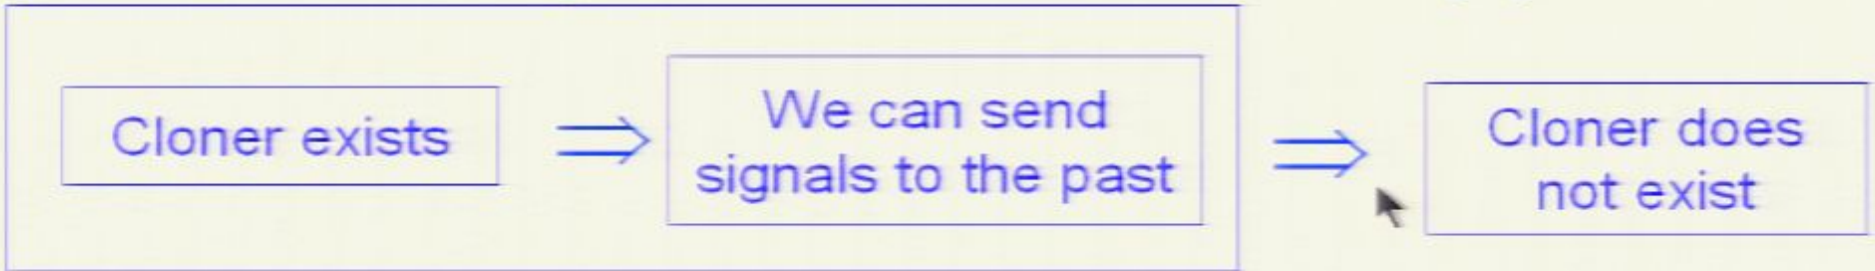 Cloner exists
⇒
We can send
signals to the past
⇒
Cloner does
not exist